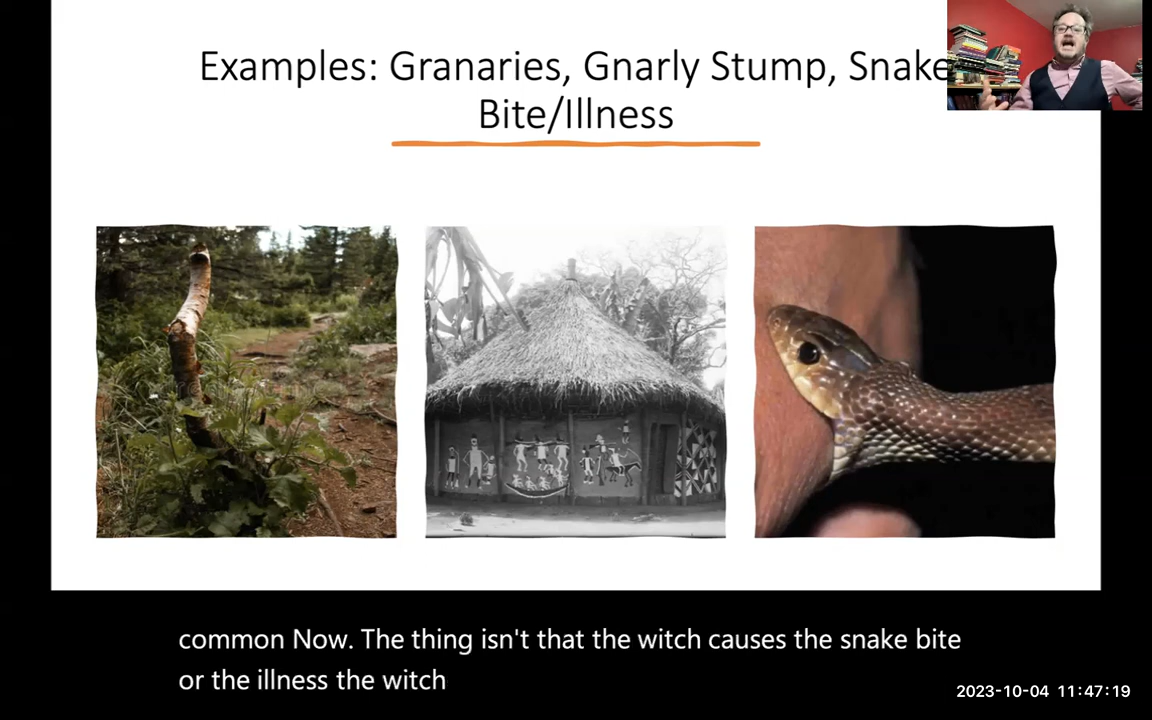 Examples: Granaries, Gnarly Stump, Snake
Bite/Illness
common Now. The thing isn't that the witch causes the snake bite
or the illness the witch
2023-10-04 11:47:19